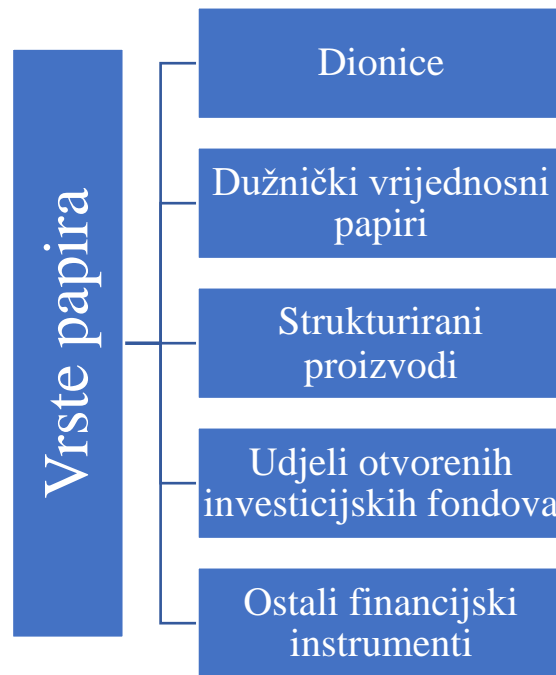 Vrste papira
Dionice
Dužnički vrijednosni
papiri
Strukturirani
proizvodi
Udjeli otvorenih
investicijskih fondova
Ostali financijski
instrumenti